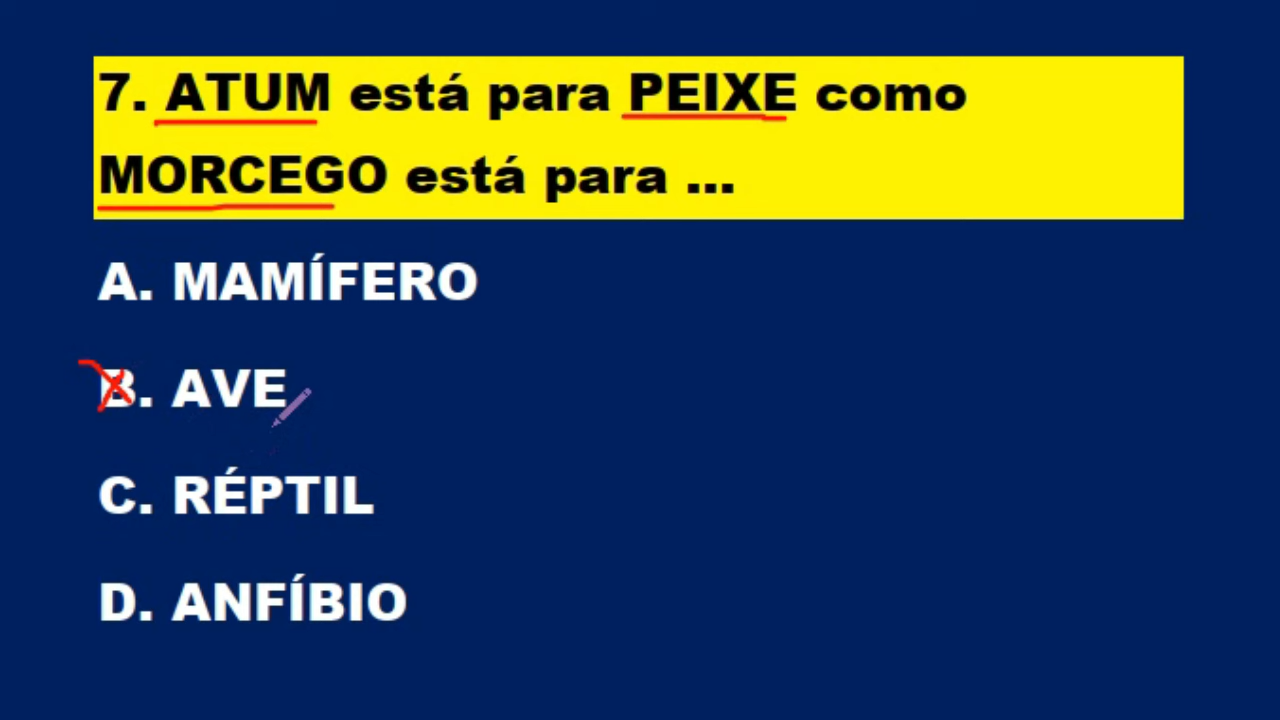 7. ATUM está para PEIXE como
MORCEGO está para ...
A. MAMÍFERO
B. AVE
C. RÉPTIL
D. ANFÍBIO